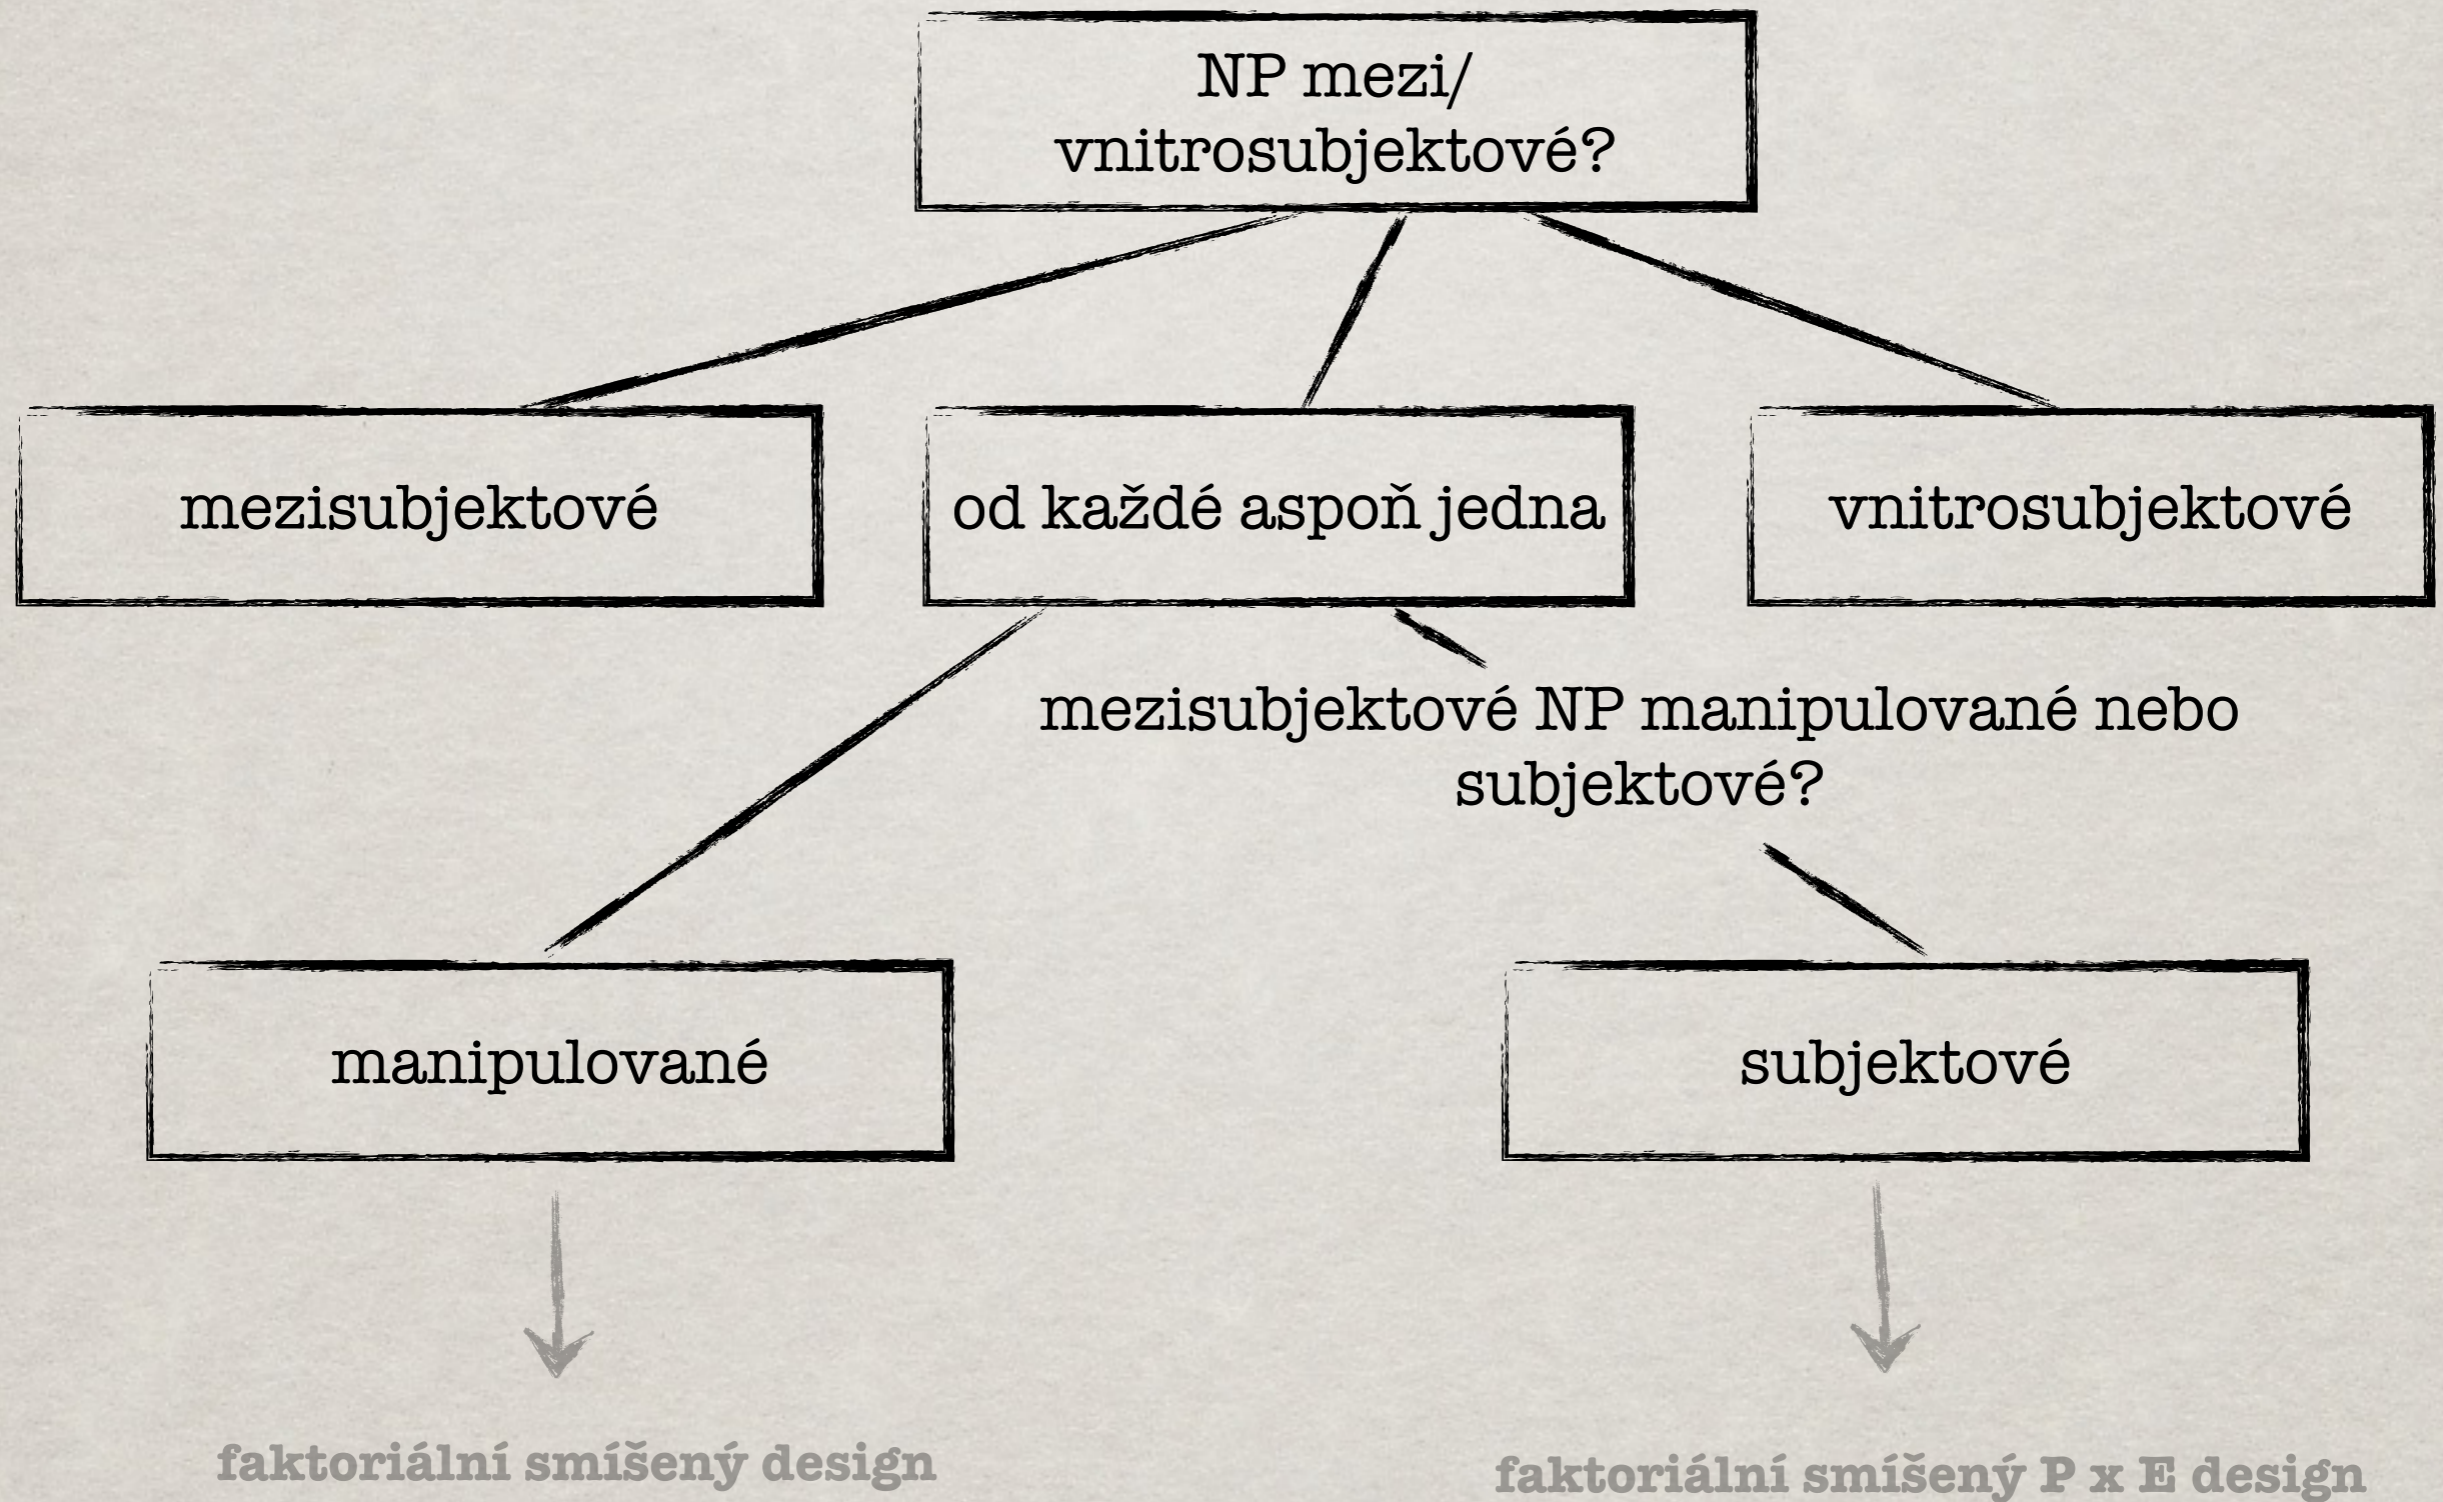 NP mezi/
vnitrosubjektové?
mezisubjektové
od každé aspoň jedna
vnitrosubjektové
mezisubjektové NP manipulované nebo
subjektové?
manipulované
subjektové
faktoriální smíšený design
faktoriální smíšený P x E design